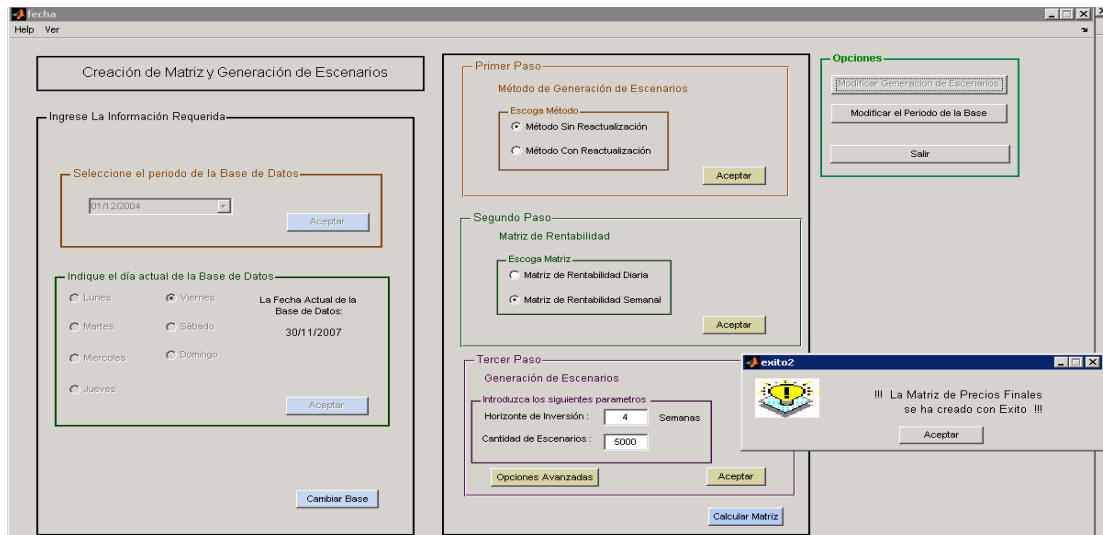 fecha
Help Ver
Creación de Matriz y Generación de Escenarios
Ingrese La Información Requerida
Seleccione el periodo de la Base de Datos
01/12/2004
Aceptar
Indique el día actual de la Base de Datos
Lunes
Viernes
Martes
Sábado
Miercoles
Domingo
Jueves
La Fecha Actual de la
Base de Datos:
30/11/2007
Aceptar
Cambiar Base
Primer Paso
Método de Generación de Escenarios
Escoga Método
Método Sin Reactualización
Método Con Reactualización
Aceptar
Segundo Paso
Matriz de Rentabilidad
Escoga Matriz
Matriz de Rentabilidad Diaria
Matriz de Rentabilidad Semanal
Aceptar
Tercer Paso
Generación de Escenarios
Introduzca los siguientes parametros
Horizonte de Inversión : 4 Semanas
Cantidad de Escenarios : 5000
Opciones Avanzadas
Aceptar
Calcular Matriz
Opciones
Modificar Generación de Escenarios
Modificar el Periodo de la Base
Salir
exito2
!!! La Matriz de Precios Finales
se ha creado con Exito !!!
Aceptar